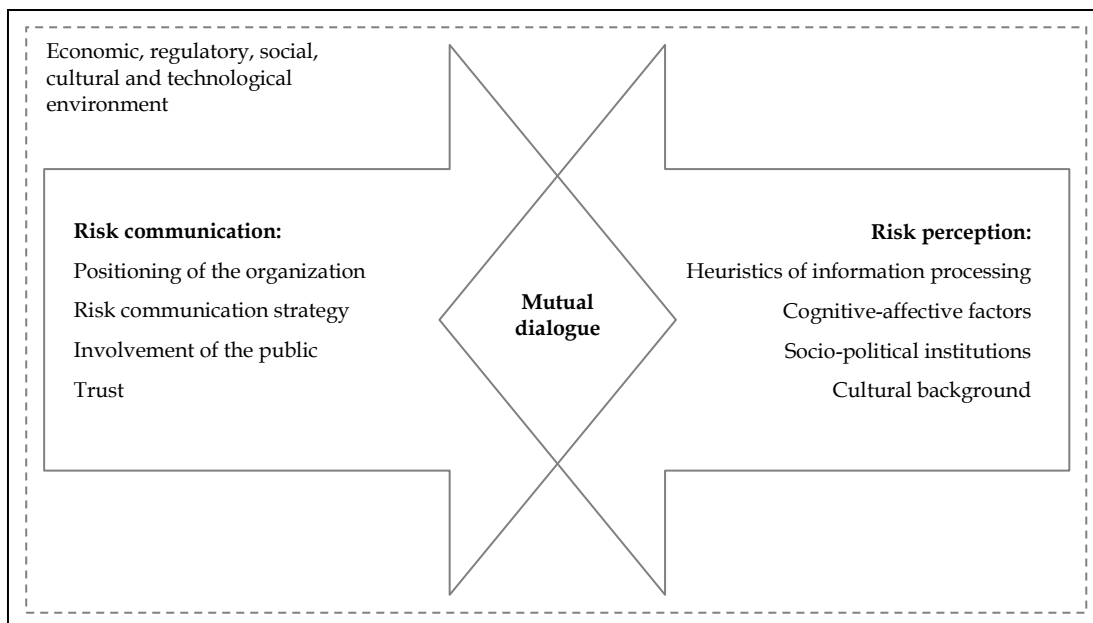 Economic, regulatory, social,
cultural and technological
environment
Risk communication:
Positioning of the organization
Risk communication strategy
Involvement of the public
Trust
Mutual
dialogue
Risk perception:
Heuristics of information processing
Cognitive-affective factors
Socio-political institutions
Cultural background